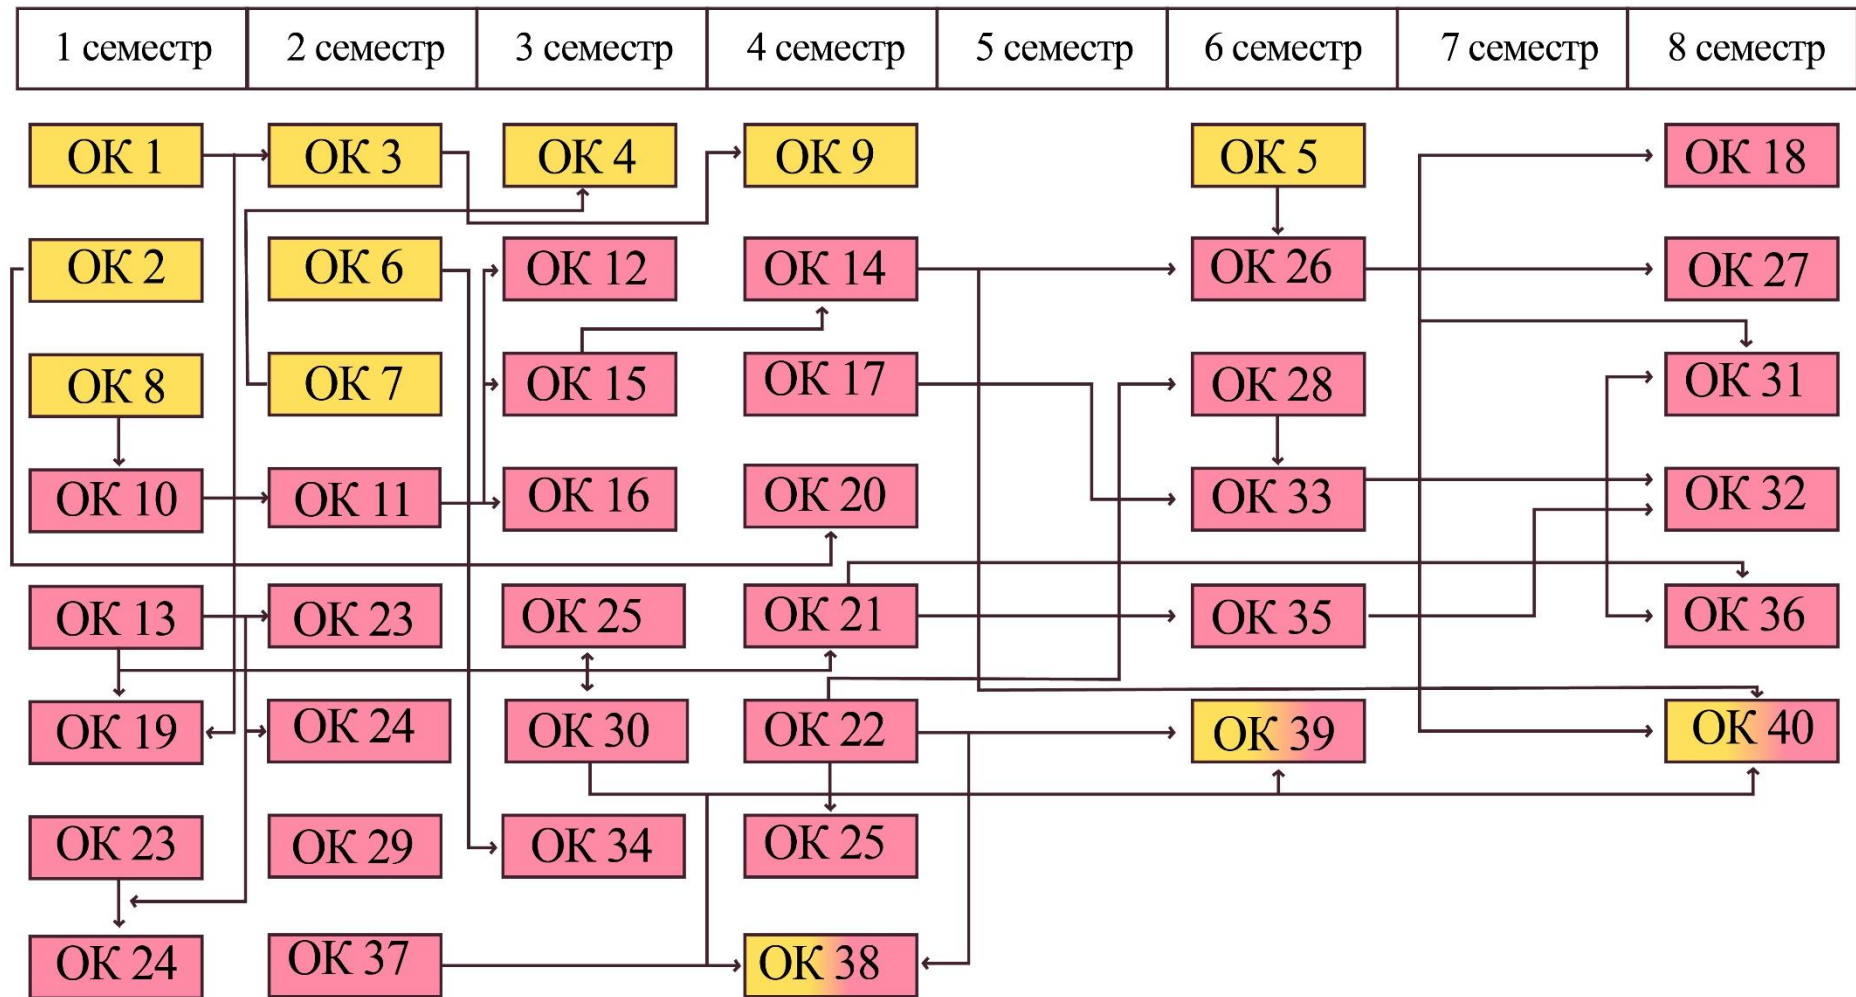 1 семестр 2 семестр 3 семестр 4 семестр 5 семестр 6 семестр 7 семестр 8 семестр
ОК 1 ОК 3 ОК 4 ОК 9 ОК 5 ОК 18
ОК 2 ОК 6 ОК 12 ОК 14 ОК 26 ОК 27
ОК 8 ОК 7 ОК 15 ОК 17 ОК 28 ОК 31
ОК 10 ОК 11 ОК 16 ОК 20 ОК 33 ОК 32
ОК 13 ОК 23 ОК 25 ОК 21 ОК 35 ОК 36
ОК 19 ОК 24 ОК 30 ОК 22 ОК 39 ОК 40
ОК 23 ОК 29 ОК 34 ОК 25
ОК 24 ОК 37 ОК 38